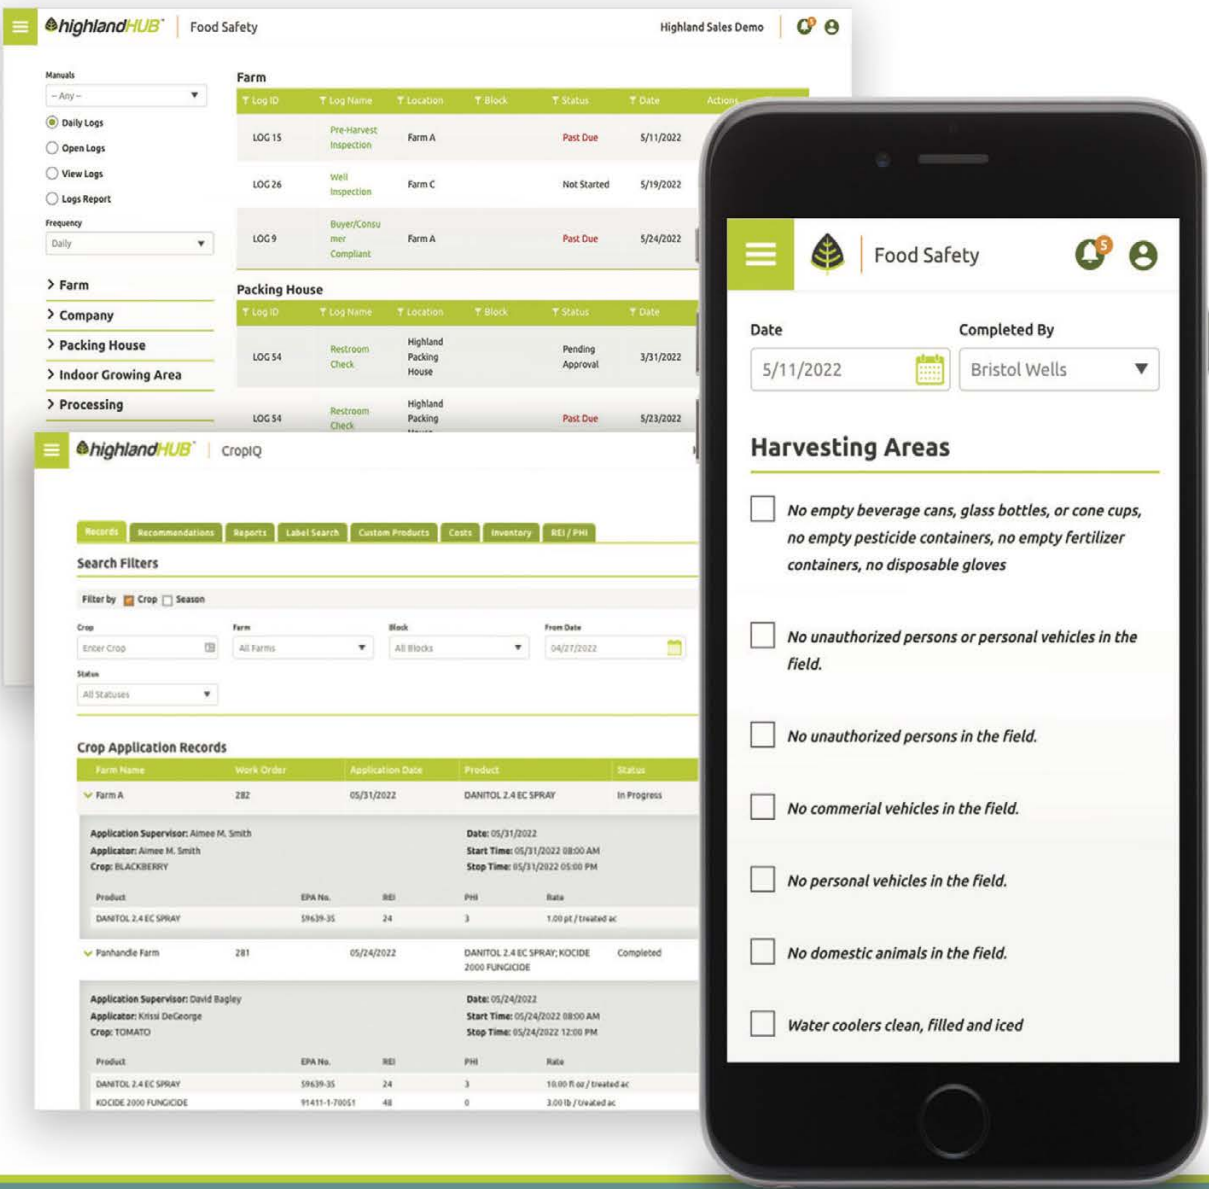 highlandHUB Food Safety Highland Sales Demo 5
Manuals
– Any –
Daily Logs
Open Logs
View Logs
Logs Report
Frequency
Daily
Farm
Company
Packing House
Indoor Growing Area
Processing
Farm
Log ID Log Name Location Block Status Date Actions
LOG 15 Pre-Harvest Inspection Farm A Past Due 5/11/2022
LOG 26 Well Inspection Farm C Not Started 5/19/2022
LOG 9 Buyer/Consu mer Compliant Farm A Past Due 5/24/2022
Packing House
Log ID Log Name Location Block Status Date
LOG 54 Restroom Check Highland Packing House Pending Approval 3/31/2022
LOG 54 Restroom Check Highland Packing House Past Due 5/23/2022
highlandHUB CropIQ
Records Recommendations Reports Label Search Custom Products Costs Inventory REI / PHI
Search Filters
Filter by Crop Season
Crop Farm Block From Date
Enter Crop All Farms All Blocks 04/27/2022
Status
All Statuses
Crop Application Records
Farm Name Work Order Application Date Product Status
Farm A 282 05/31/2022 DANITOL 2.4 EC SPRAY In Progress
Application Supervisor: Aimee M. Smith Date: 05/31/2022
Applicator: Aimee M. Smith Start Time: 05/31/2022 08:00 AM
Crop: BLACKBERRY Stop Time: 05/31/2022 05:00 PM
Product EPA No. REI PHI Rate
DANITOL 2.4 EC SPRAY 59639-35 24 3 1.00 pt / treated ac
Panhandle Farm 281 05/24/2022 DANITOL 2.4 EC SPRAY; KOCIDE Completed
2000 FUNGICIDE
Application Supervisor: David Bagley Date: 05/24/2022
Applicator: Krissi DeGeorge Start Time: 05/24/2022 08:00 AM
Crop: TOMATO Stop Time: 05/24/2022 12:00 PM
Product EPA No. REI PHI Rate
DANITOL 2.4 EC SPRAY 59639-35 24 3 10.00 fl oz / treated ac
KOCIDE 2000 FUNGICIDE 91411-1-70051 48 0 3.00 lb / treated ac
Food Safety 5
Date Completed By
5/11/2022 Bristol Wells
Harvesting Areas
No empty beverage cans, glass bottles, or cone cups,
no empty pesticide containers, no empty fertilizer
containers, no disposable gloves
No unauthorized persons or personal vehicles in the
field.
No unauthorized persons in the field.
No commerial vehicles in the field.
No personal vehicles in the field.
No domestic animals in the field.
Water coolers clean, filled and iced